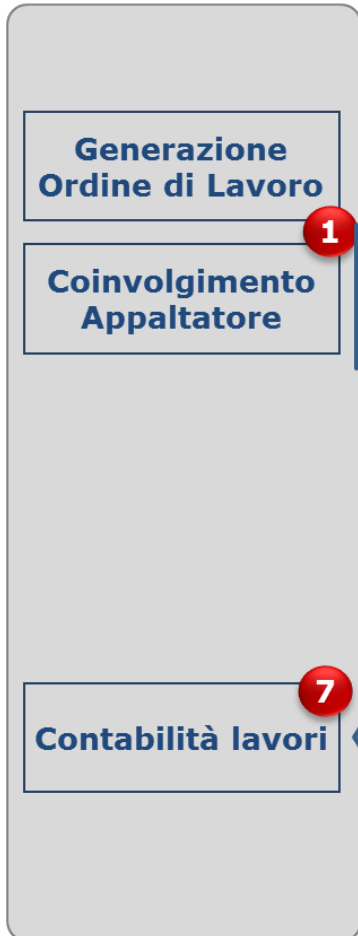 Generazione
Ordine di Lavoro
1
Coinvolgimento
Appaltatore
7
Contabilità lavori